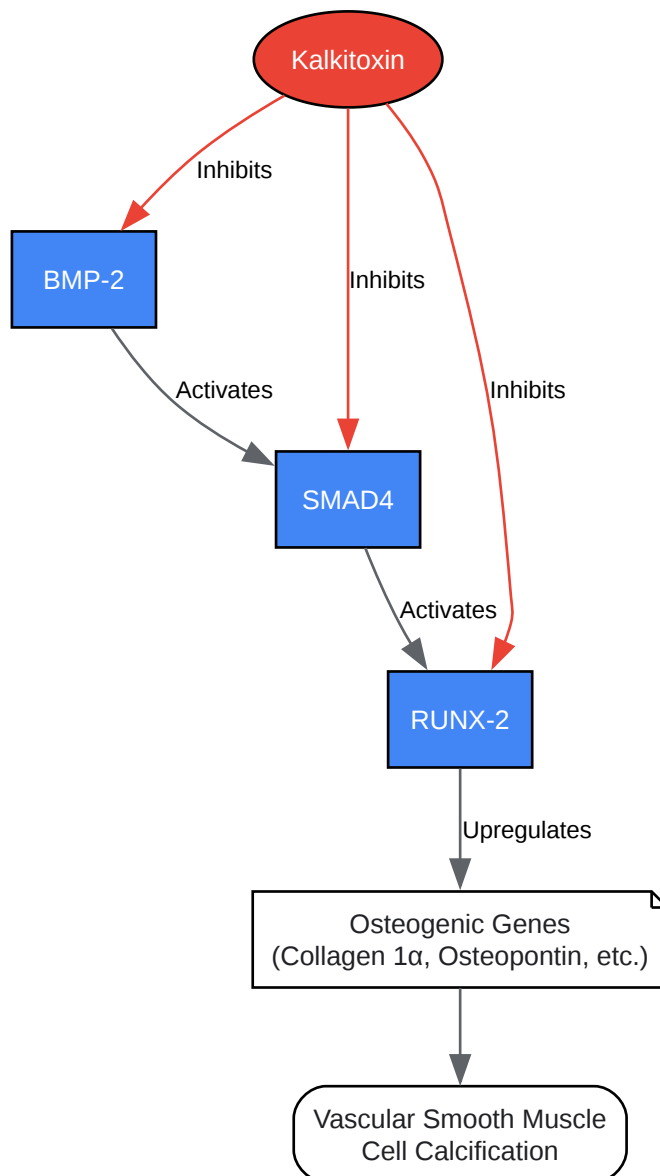 Kalkitoxin
Inhibits
BMP-2
Inhibits
Activates
Inhibits
SMAD4
Activates
RUNX-2
Upregulates
Osteogenic Genes
(Collagen 1α, Osteopontin, etc.)
Vascular Smooth Muscle
Cell Calcification